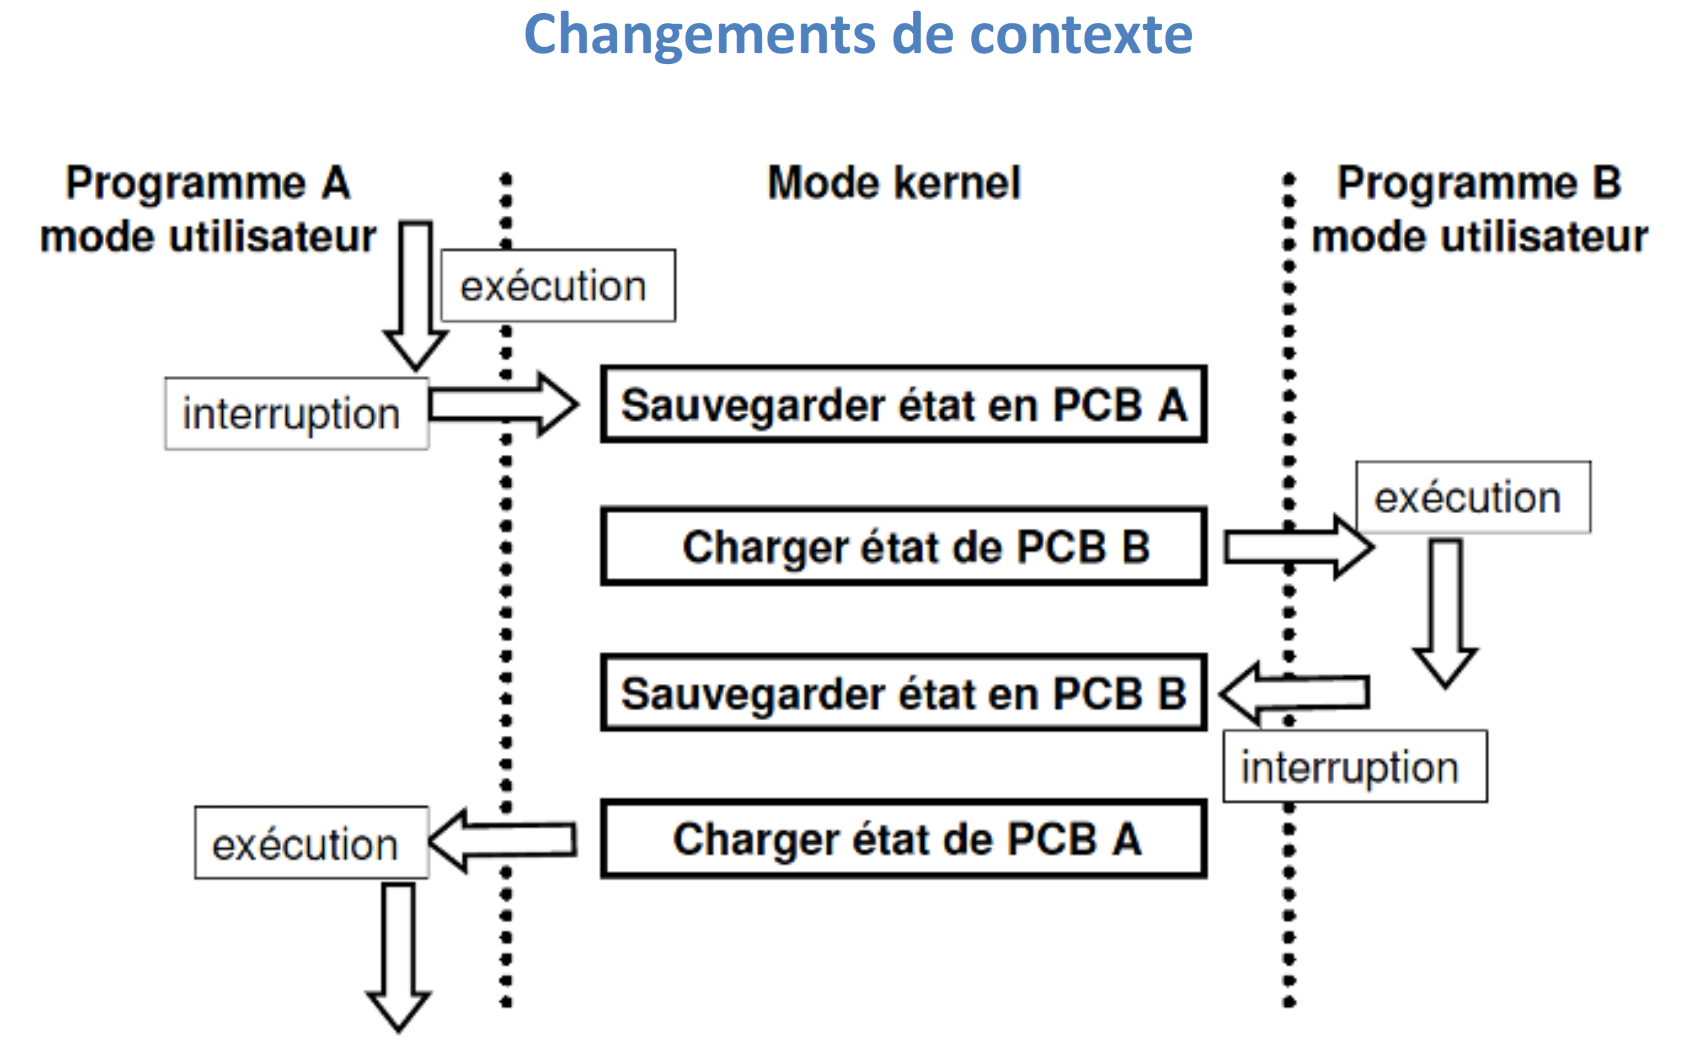 Changements de contexte
Programme A
mode utilisateur
Mode kernel
Programme B
mode utilisateur
exécution
interruption
Sauvegarder état en PCB A
exécution
Charger état de PCB B
Sauvegarder état en PCB B
interruption
exécution
Charger état de PCB A